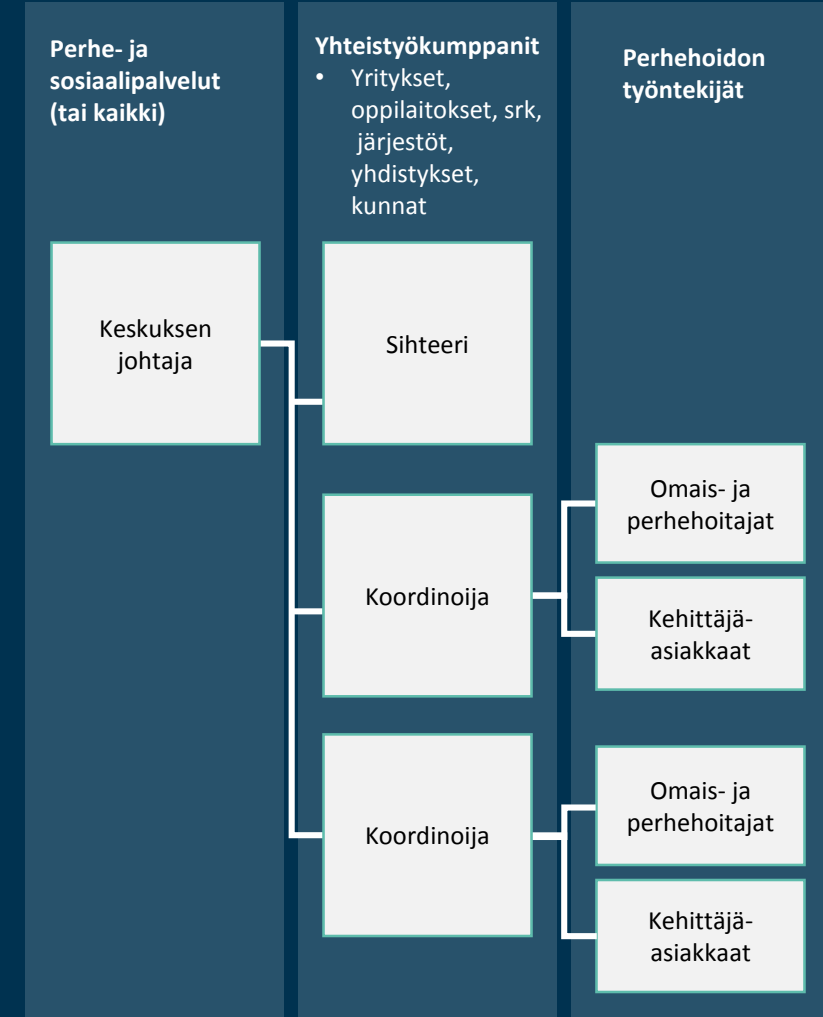 Perhe- ja
sosiaalipalvelut
(tai kaikki)
Yhteistyökumppanit
• Yritykset,
oppilaitokset, srk,
järjestöt,
yhdistykset,
kunnat
Perhehoidon
työntekijät
Keskuksen
johtaja
Sihteeri
Koordinoija
Omais- ja
perhehoitajat
Kehittäjä-
asiakkaat
Koordinoija
Omais- ja
perhehoitajat
Kehittäjä-
asiakkaat